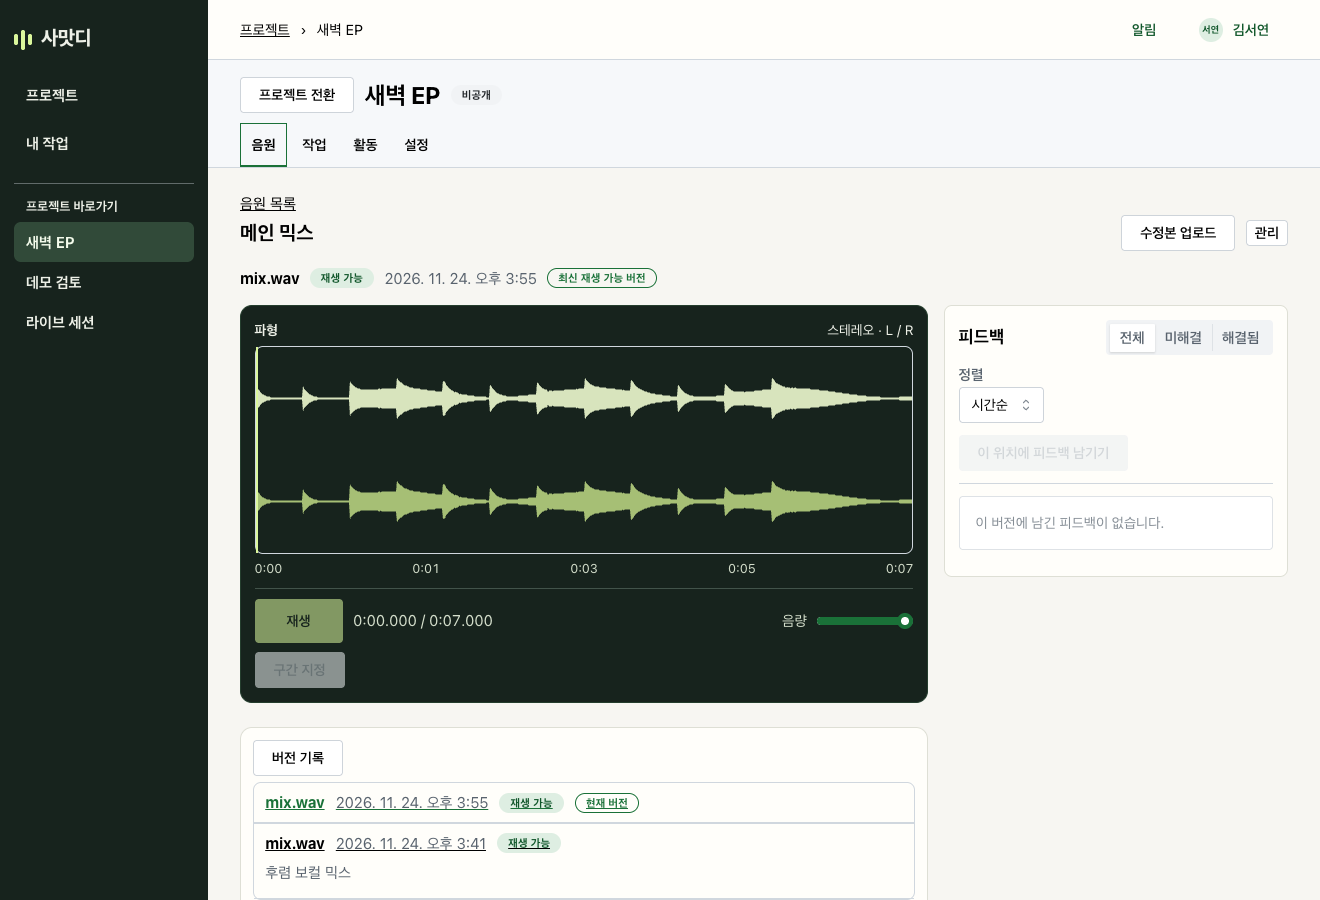 사맛디
프로젝트
내 작업
프로젝트 바로가기
새벽 EP
데모 검토
라이브 세션
프로젝트 › 새벽 EP
알림
서연 김서연
프로젝트 전환 새벽 EP 비공개
음원 작업 활동 설정
음원 목록
메인 믹스
수정본 업로드 관리
mix.wav 재생 가능 2026. 11. 24. 오후 3:55 최신 재생 가능 버전
파형 스테레오 · L / R
0:00 0:01 0:03 0:05 0:07
재생 0:00.000 / 0:07.000 음량
구간 지정
피드백 전체 미해결 해결됨
정렬
시간순
이 위치에 피드백 남기기
이 버전에 남긴 피드백이 없습니다.
버전 기록
mix.wav 2026. 11. 24. 오후 3:55 재생 가능 현재 버전
mix.wav 2026. 11. 24. 오후 3:41 재생 가능
후렴 보컬 믹스